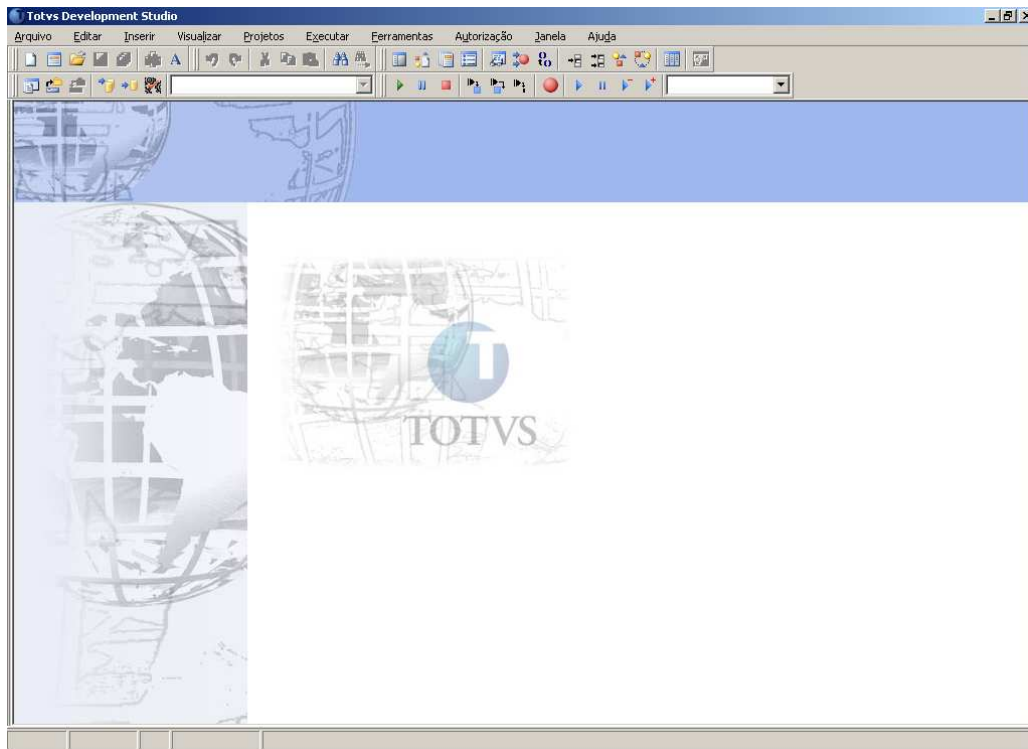 Totvs Development Studio
Arquivo Editar Inserir Visualizar Projetos Executar Ferramentas Autorização Janela Ajuda
TOTVS